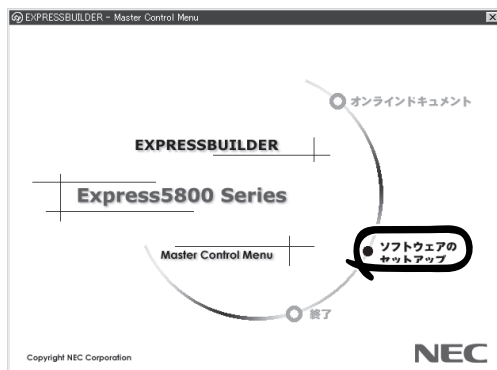 EXPRESSBUILDER - Master Control Menu
オンラインドキュメント
EXPRESSBUILDER
Express5800 Series
ソフトウェアの
セットアップ
Master Control Menu
終了
Copyright NEC Corporation
NEC